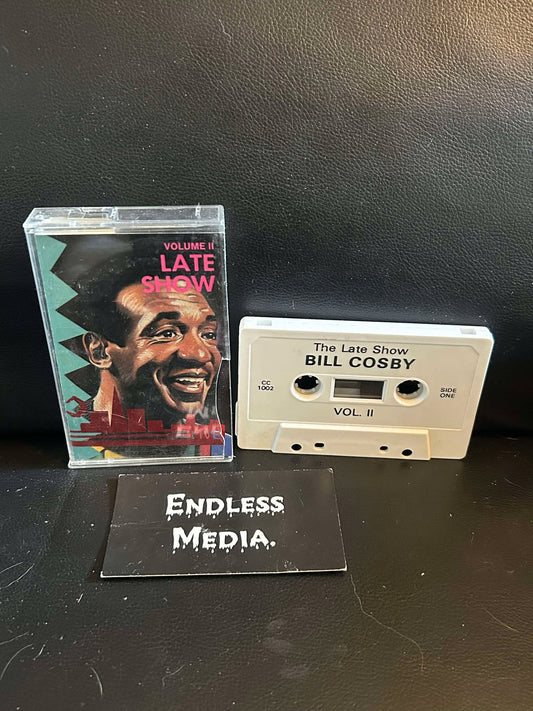 VOLUME II
LATE
SHOW
The Late Show
BILL COSBY
CC
1002
SIDE
ONE
VOL. II
ENDLESS
MEDIA.